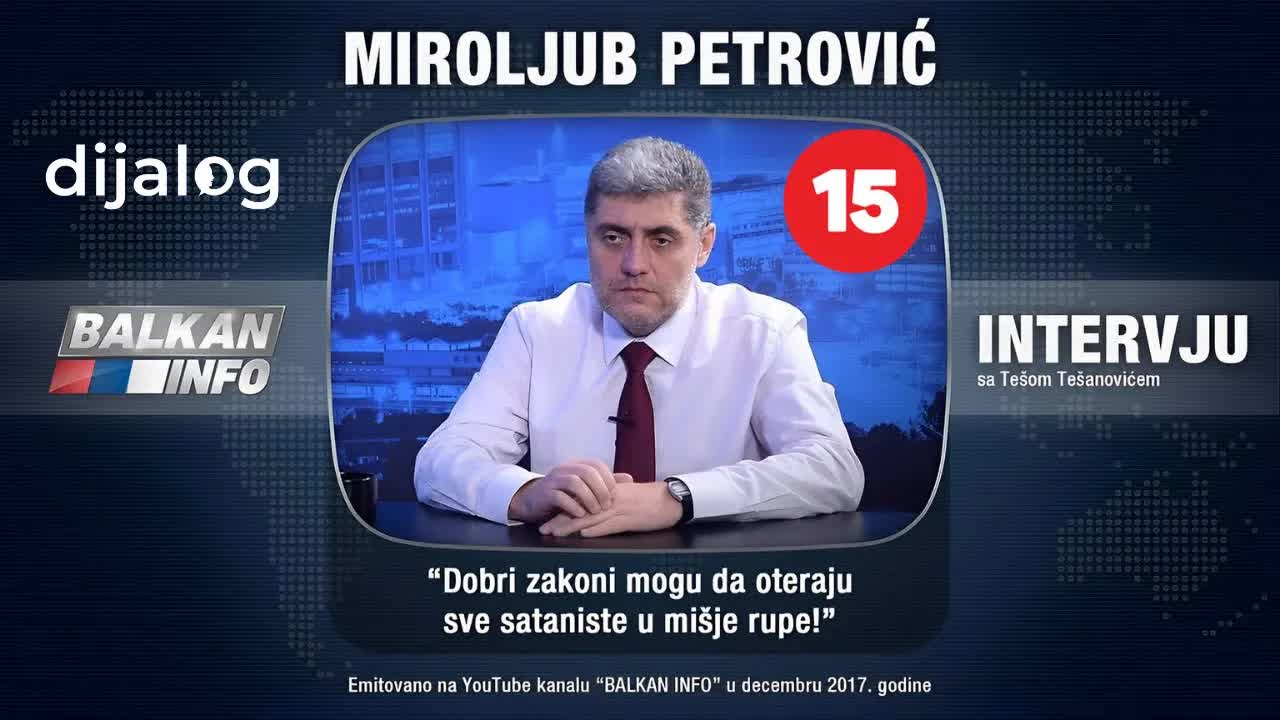 MIROLJUB PETROVIĆ
dijalog
15
BALKAN
INFO
INTERVJU
sa Tešom Tešanovićem
“Dobri zakoni mogu da oteraju
sve sataniste u mišje rupe!”
Emitovano na YouTube kanalu “BALKAN INFO” u decembru 2017. godine